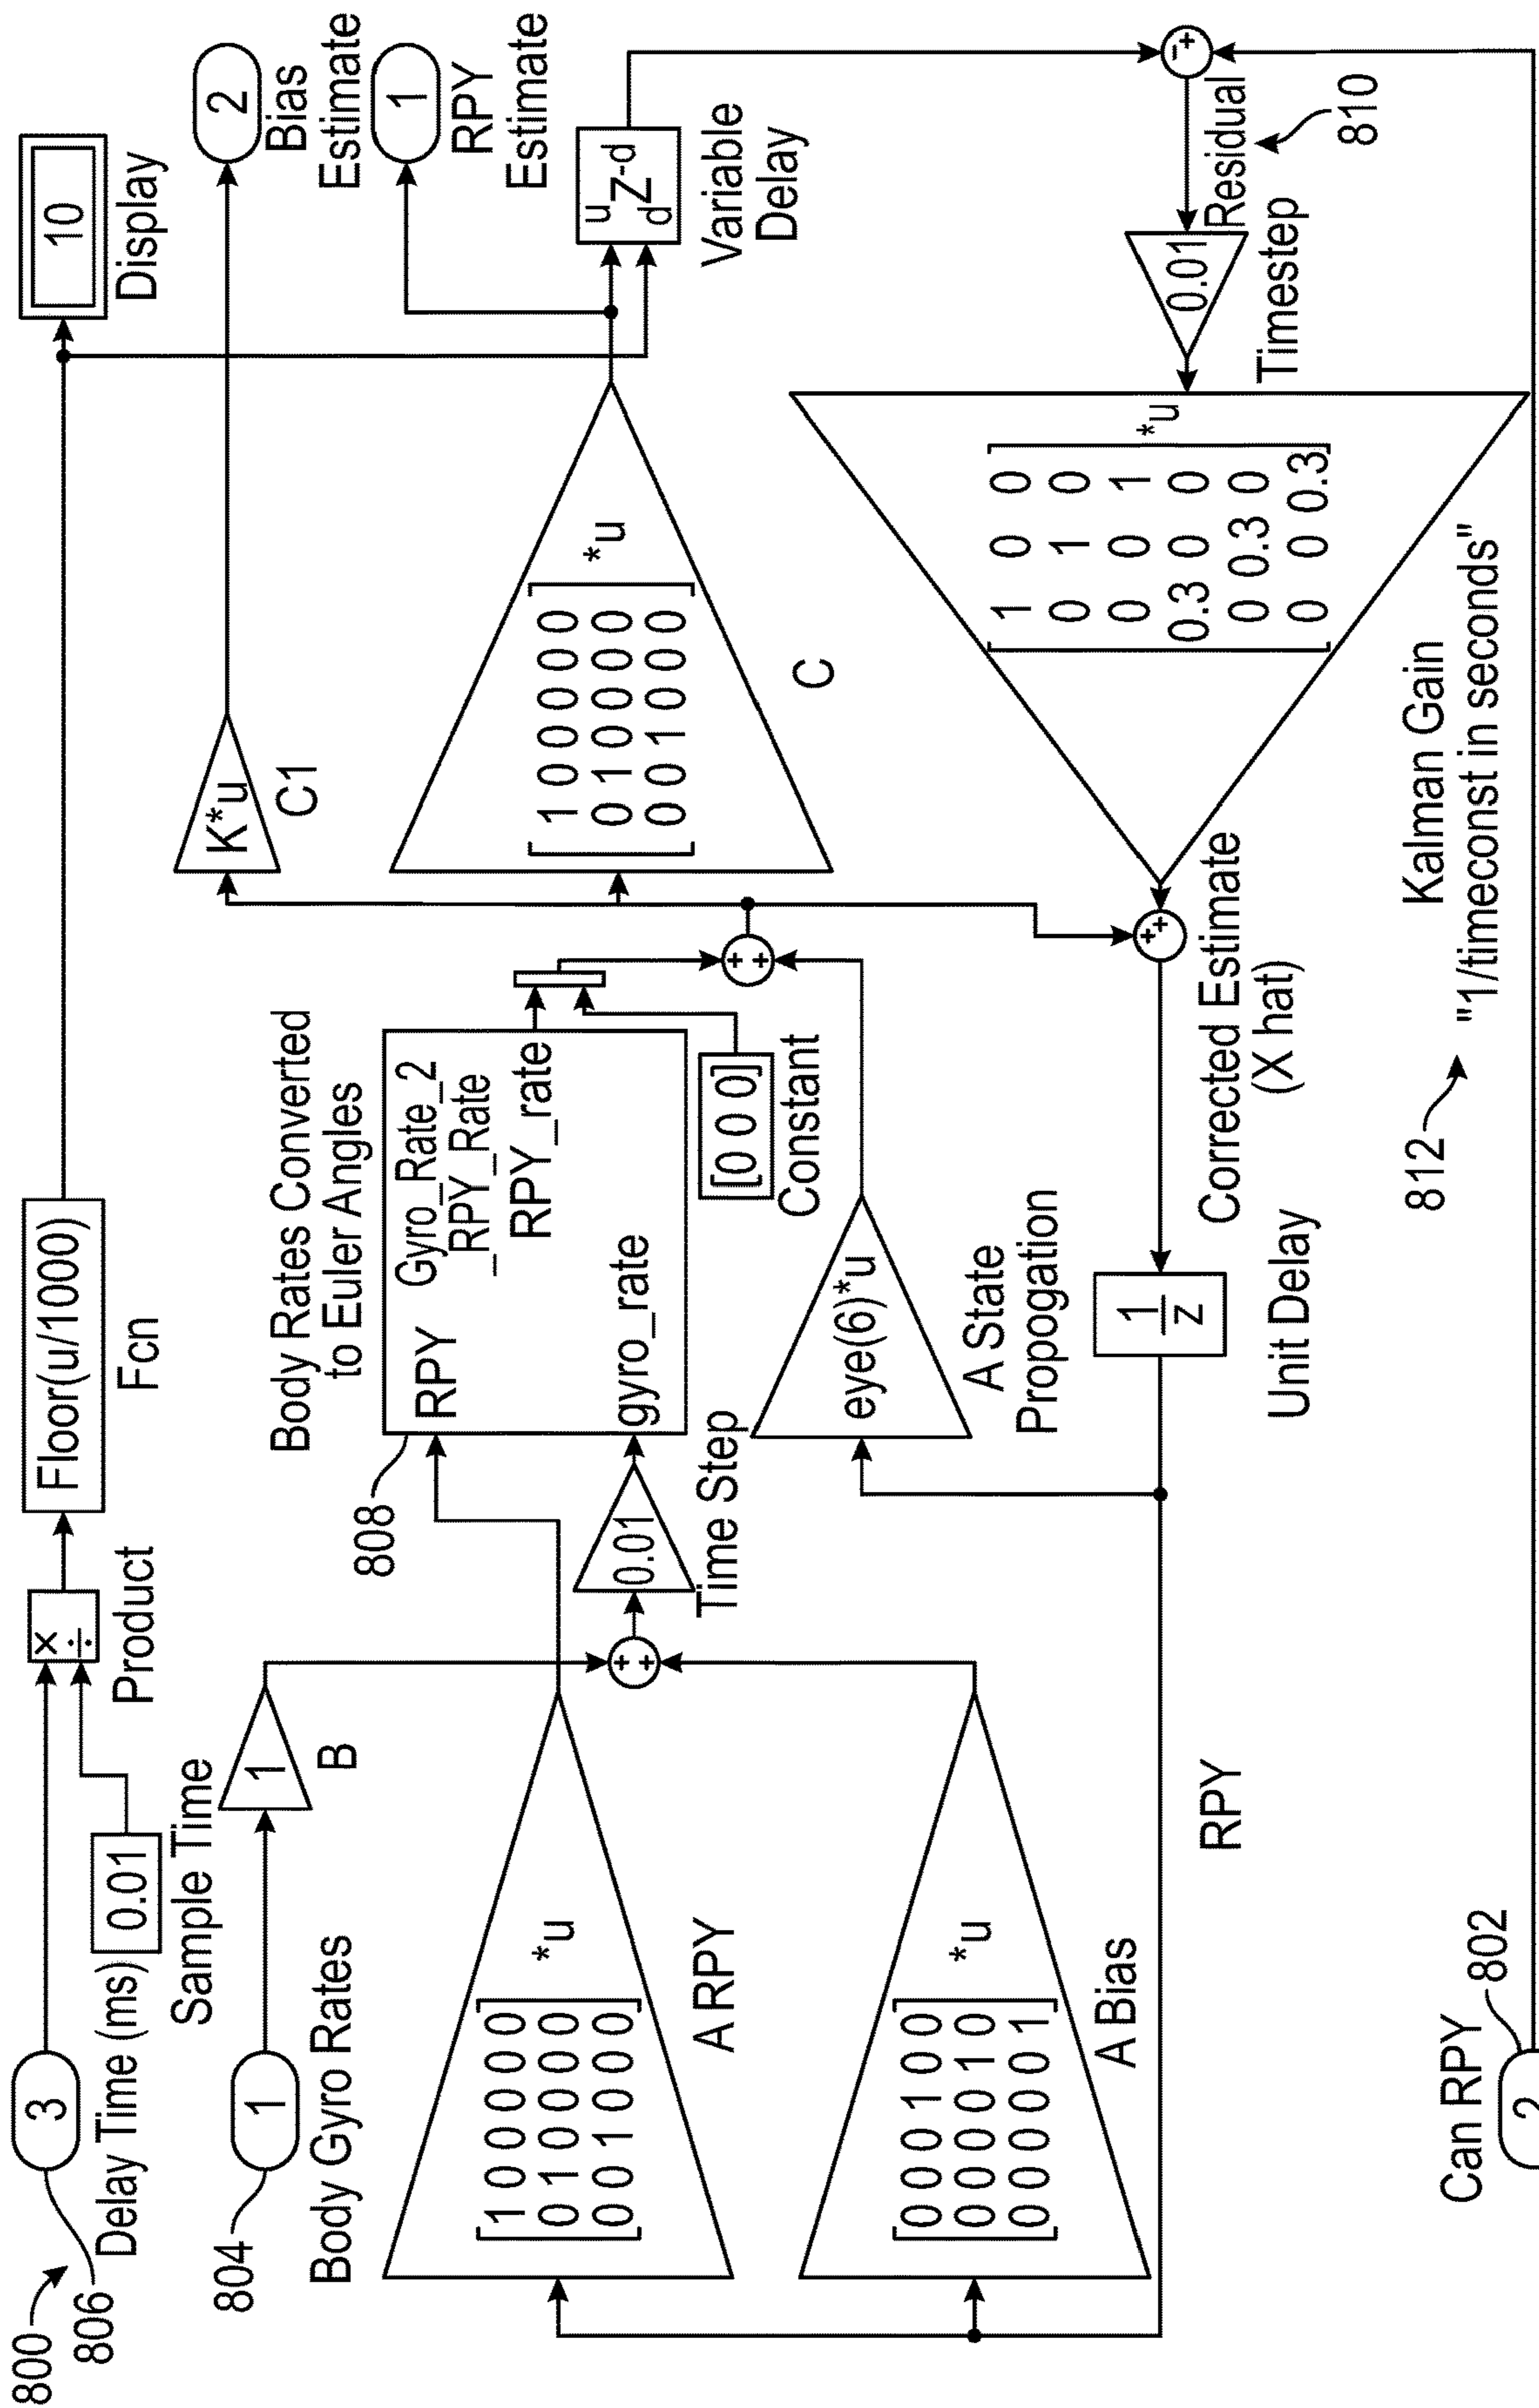 800
806
3
Delay Time (ms)
0.01
Sample Time
×
÷
Product
Floor(u/1000)
Fcn
10
Display
804
1
Body Gyro Rates
1
B
K*u
C1
2
Bias
Estimate
1
RPY
Estimate
[1 0 0 0 0 0
0 1 0 0 0 0
0 0 1 0 0 0] *u
A RPY
+ +
0.01
Time Step
808
Body Rates Converted
to Euler Angles
RPY
Gyro_Rate_2
_RPY_Rate
RPY_rate
gyro_rate
[0 0 0]
Constant
+ +
[1 0 0 0 0 0
0 1 0 0 0 0
0 0 1 0 0 0] *u
C
u
d
Z-d
Variable
Delay
[0 0 0 1 0 0
0 0 0 0 1 0
0 0 0 0 0 1] *u
A Bias
eye(6)*u
A State
Propogation
RPY
1
z
Unit Delay
+ +
Corrected Estimate
(X hat)
[1 0 0
0 1 0
0 0 1
0.3 0 0
0 0.3 0
0 0 0.3] *u
812
Kalman Gain
"1/timeconst in seconds"
0.01
Timestep
Residual
810
- +
Can RPY
802
2